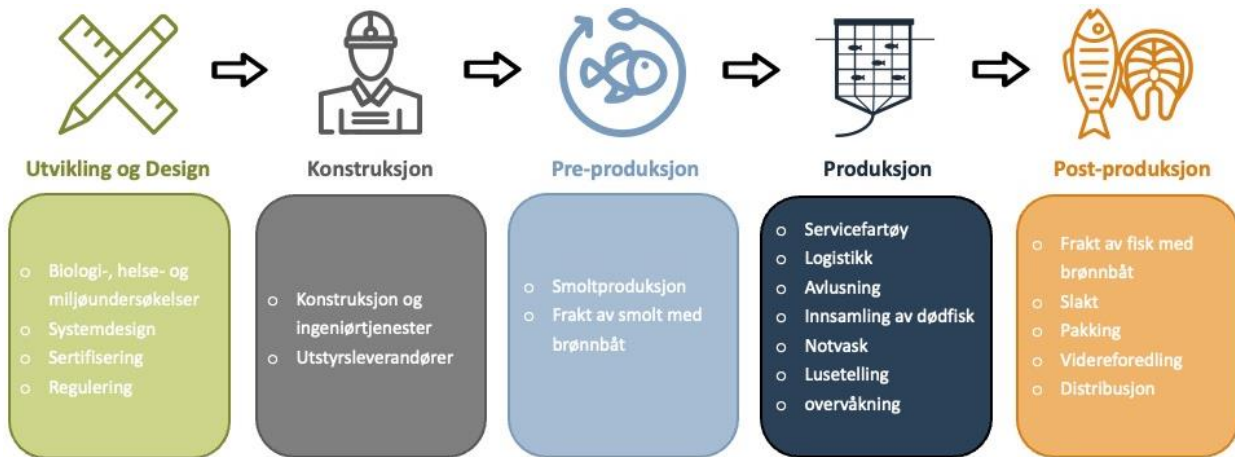 Utvikling og Design
Biologi-, helse- og
miljøundersøkelser
Systemdesign
Sertifisering
Regulering
Konstruksjon
Konstruksjon og
ingeniørtjenester
Utstyrsleverandører
Pre-produksjon
Smoltproduksjon
Frakt av smolt med
brønnbåt
Produksjon
Servicefartøy
Logistikk
Avlusning
Innsamling av dødfisk
Notvask
Lusetelling
overvåkning
Post-produksjon
Frakt av fisk med
brønnbåt
Slakt
Pakking
Videreforedling
Distribusjon